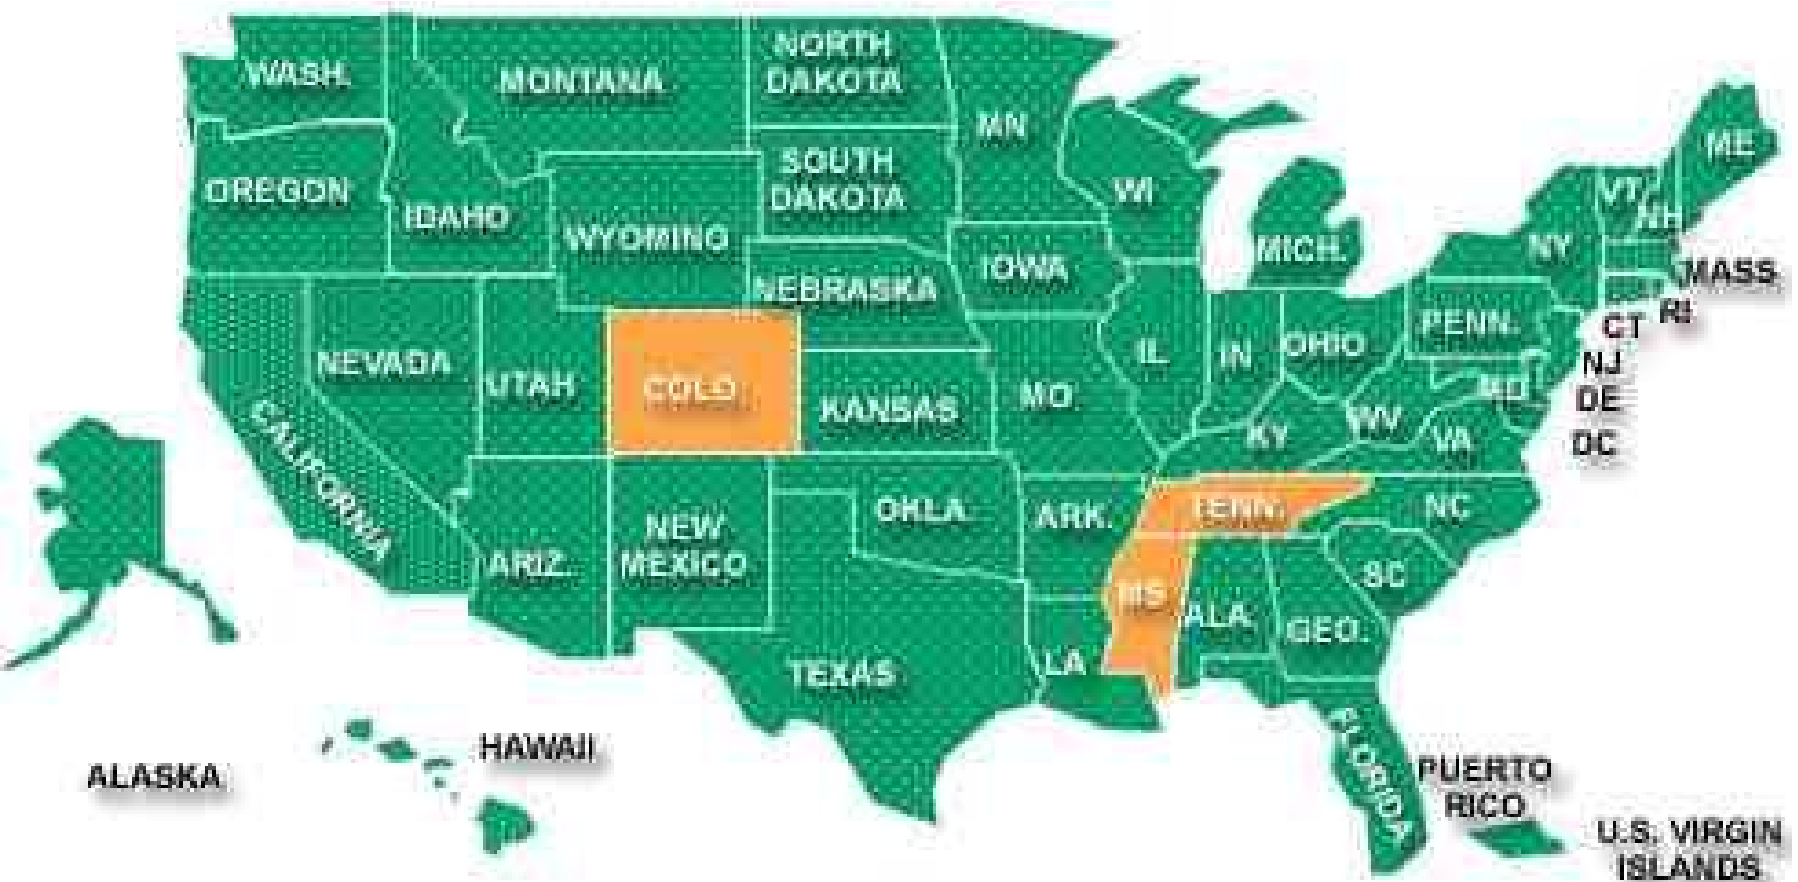 WASH.
MONTANA
NORTH
DAKOTA
MN
ME
OREGON
IDAHO
SOUTH
DAKOTA
WI
VT
NH
WYOMING
MICH.
NY
IOWA
MASS.
NEBRASKA
RI
PENN.
CT
NEVADA
UTAH
COLO.
KANSAS
MO.
IL
IN
OHIO
NJ
MD
DE
WV
KY
VA
DC
CALIFORNIA
ARIZ.
NEW
MEXICO
OKLA.
ARK.
TENN.
NC
SC
MS
ALA.
GEO.
LA
TEXAS
FLORIDA
HAWAII
ALASKA
PUERTO
RICO
U.S. VIRGIN
ISLANDS